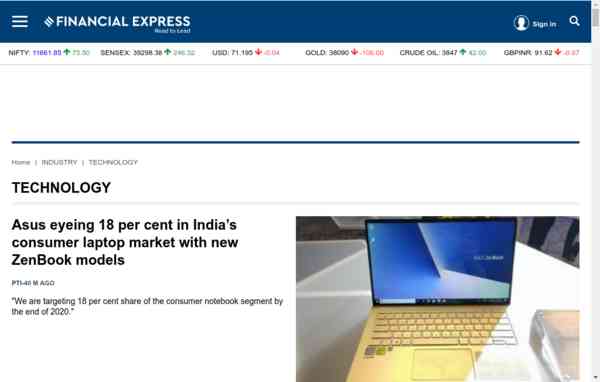 FINANCIAL EXPRESS
Read to Lead
Sign in
NIFTY: 11661.85 73.50 SENSEX: 39298.38 246.32 USD: 71.195 -0.04 GOLD: 38090 -106.00 CRUDE OIL: 3847 42.00 GBPINR: 91.62 -0.67
Home | INDUSTRY | TECHNOLOGY
TECHNOLOGY
Asus eyeing 18 per cent in India's
consumer laptop market with new
ZenBook models
PTI-40 M AGO
"We are targeting 18 per cent share of the consumer notebook segment by
the end of 2020."